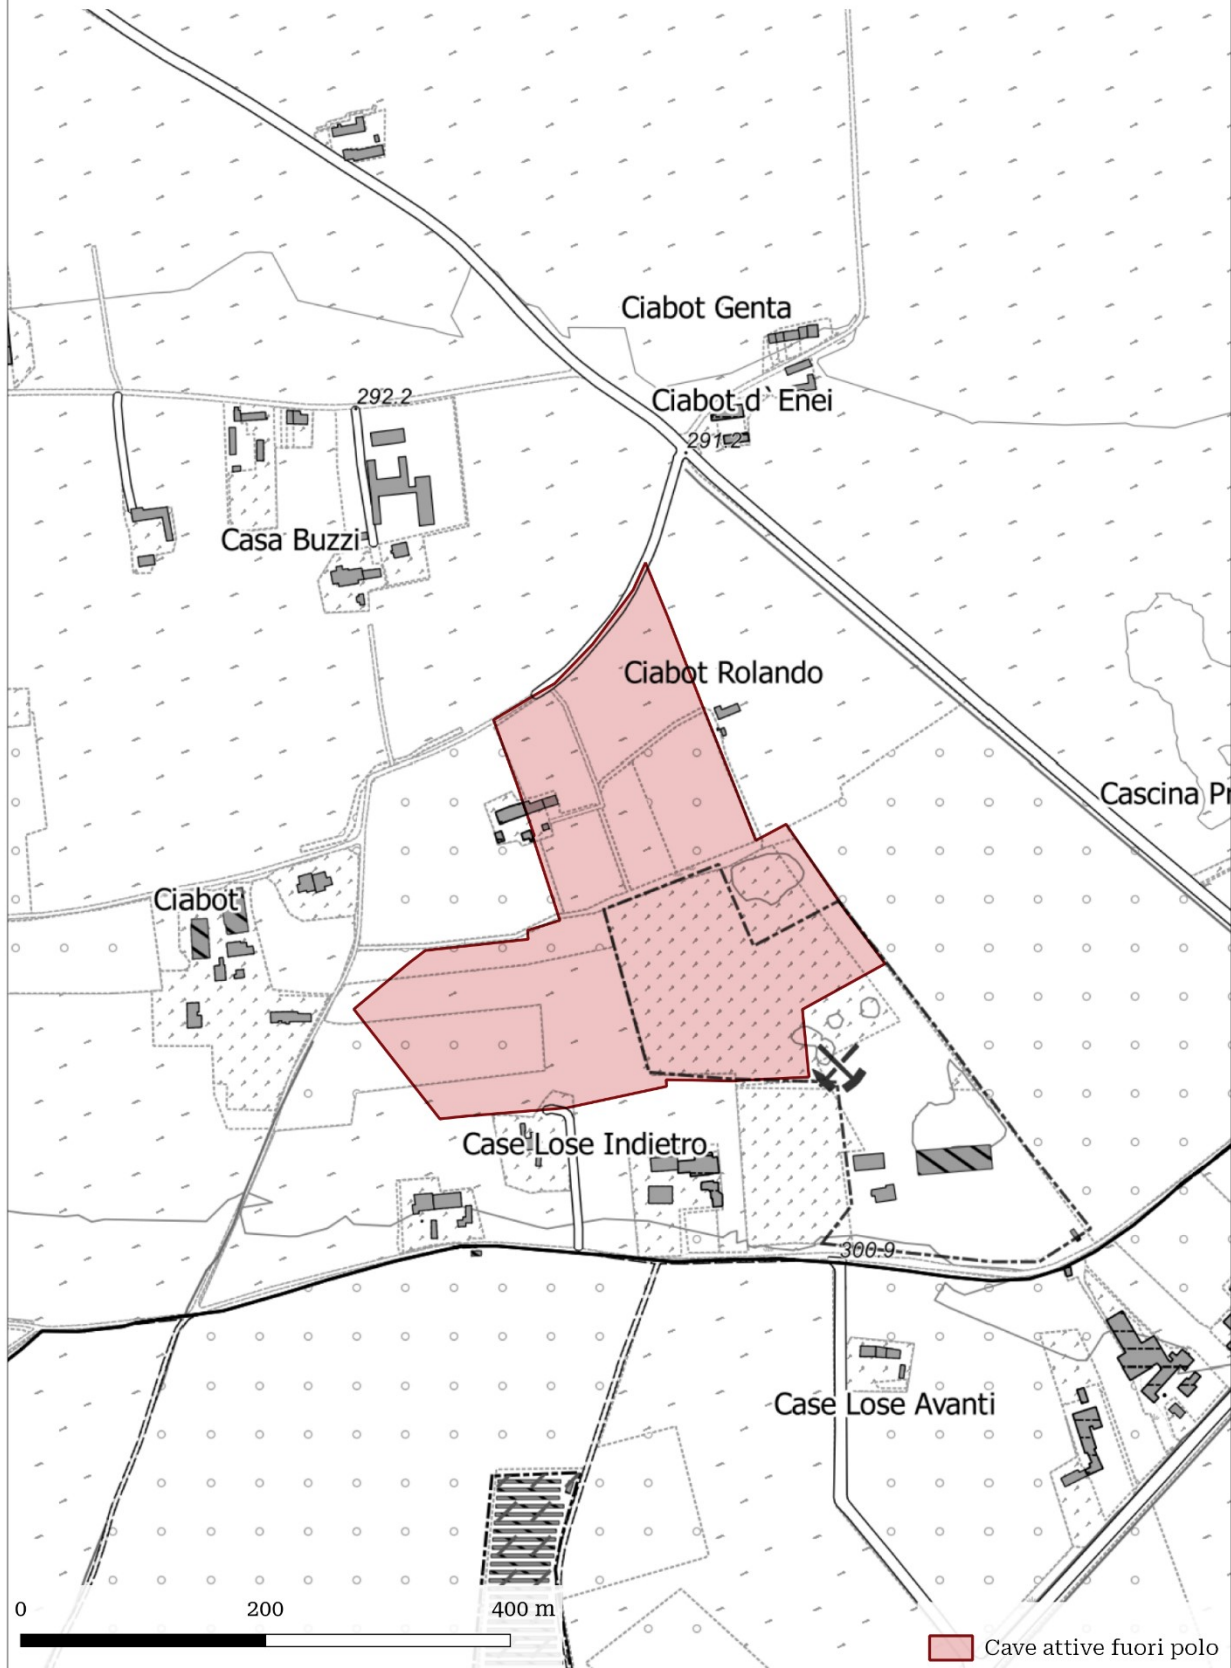 Ciabot Genta
292.2
Ciabot d`Enei
291.2
Casa Buzzi
Ciabot Rolando
Cascina Pr
Ciabot
Case Lose Indietro
300.9
Case Lose Avanti
0 200 400 m
Cave attive fuori polo